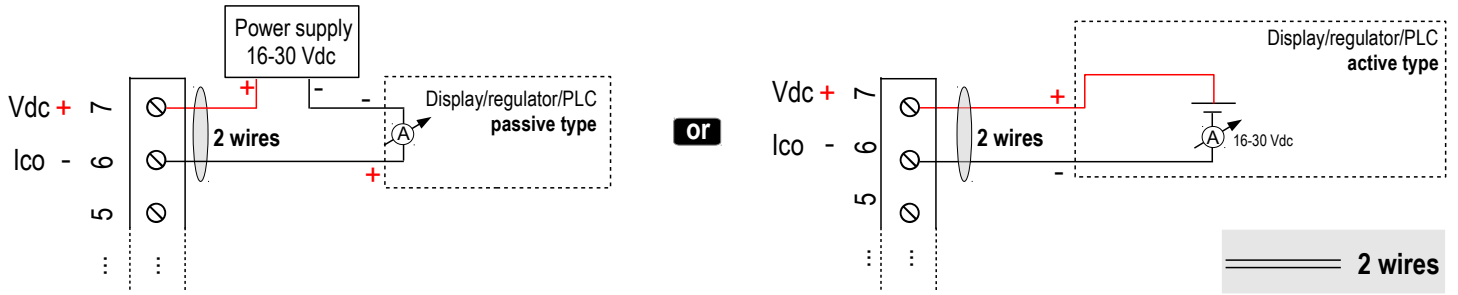 Power supply
16-30 Vdc
+
-
-
Display/regulator/PLC
passive type
Vdc + 7
2 wires
A
Ico - 6
+
5
...
...
or
Display/regulator/PLC
active type
Vdc + 7
+
2 wires
A
16-30 Vdc
Ico - 6
-
5
...
...
2 wires